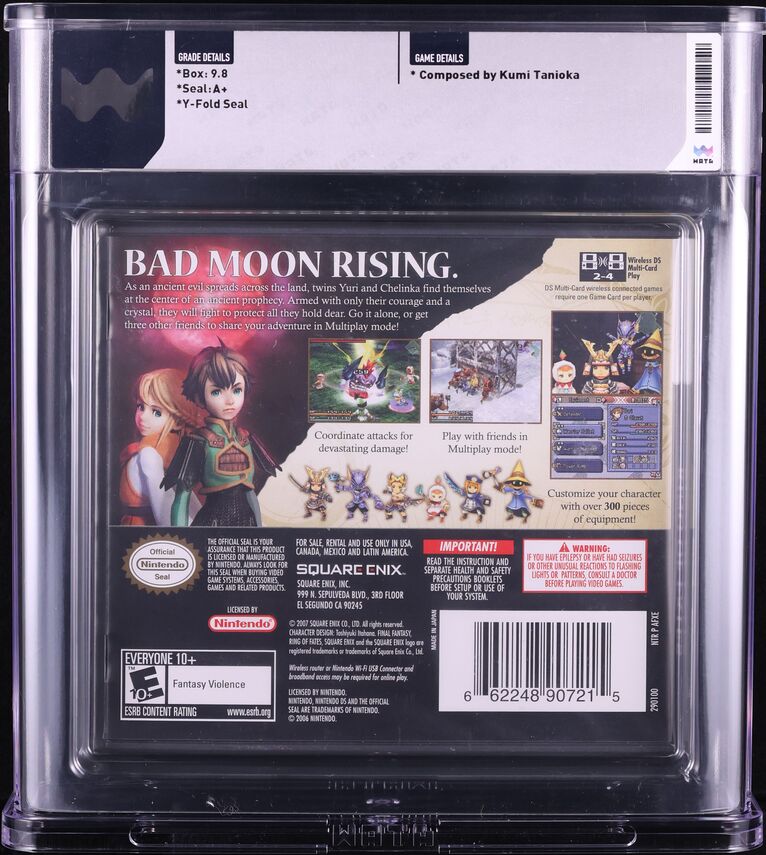 GRADE DETAILS
*Box: 9.8
*Seal: A+
*Y-Fold Seal
GAME DETAILS
* Composed by Kumi Tanioka
WATA
BAD MOON RISING.
As an ancient evil spreads across the land, twins Yuri and Chelinka find themselves
at the center of an ancient prophecy. Armed with only their courage and a
crystal, they will fight to protect all they hold dear. Go it alone, or get
three other friends to share your adventure in Multiplay mode!
2-4
Wireless DS
Multi-Card
Play
DS Multi-Card wireless connected games
require one Game Card per player.
Coordinate attacks for
devastating damage!
Play with friends in
Multiplay mode!
Customize your character
with over 300 pieces
of equipment!
Official
Nintendo
Seal
THE OFFICIAL SEAL IS YOUR
ASSURANCE THAT THIS PRODUCT
IS LICENSED OR MANUFACTURED
BY NINTENDO. ALWAYS LOOK FOR
THIS SEAL WHEN BUYING VIDEO
GAME SYSTEMS, ACCESSORIES,
GAMES AND RELATED PRODUCTS.
LICENSED BY
Nintendo®
EVERYONE 10+
E
10+
TM
Fantasy Violence
ESRB CONTENT RATING
www.esrb.org
FOR SALE, RENTAL AND USE ONLY IN USA,
CANADA, MEXICO AND LATIN AMERICA.
SQUARE ENIX.
SQUARE ENIX, INC.
999 N. SEPULVEDA BLVD., 3RD FLOOR
EL SEGUNDO CA 90245
© 2007 SQUARE ENIX CO., LTD. All rights reserved.
CHARACTER DESIGN: Toshiyuki Itahana. FINAL FANTASY,
RING OF FATES, SQUARE ENIX and the SQUARE ENIX logo are
registered trademarks or trademarks of Square Enix Co., Ltd.
Wireless router or Nintendo Wi-Fi USB Connector and
broadband access may be required for online play.
LICENSED BY NINTENDO.
NINTENDO, NINTENDO DS AND THE OFFICIAL
SEAL ARE TRADEMARKS OF NINTENDO.
© 2006 NINTENDO.
IMPORTANT!
READ THE INSTRUCTION AND
SEPARATE HEALTH AND SAFETY
PRECAUTIONS BOOKLETS
BEFORE SETUP OR USE OF
YOUR SYSTEM.
WARNING:
IF YOU HAVE EPILEPSY OR HAVE HAD SEIZURES
OR OTHER UNUSUAL REACTIONS TO FLASHING
LIGHTS OR PATTERNS, CONSULT A DOCTOR
BEFORE PLAYING VIDEO GAMES.
MADE IN JAPAN
6 62248 90721 5
NTR P AFXE
290100
WATA